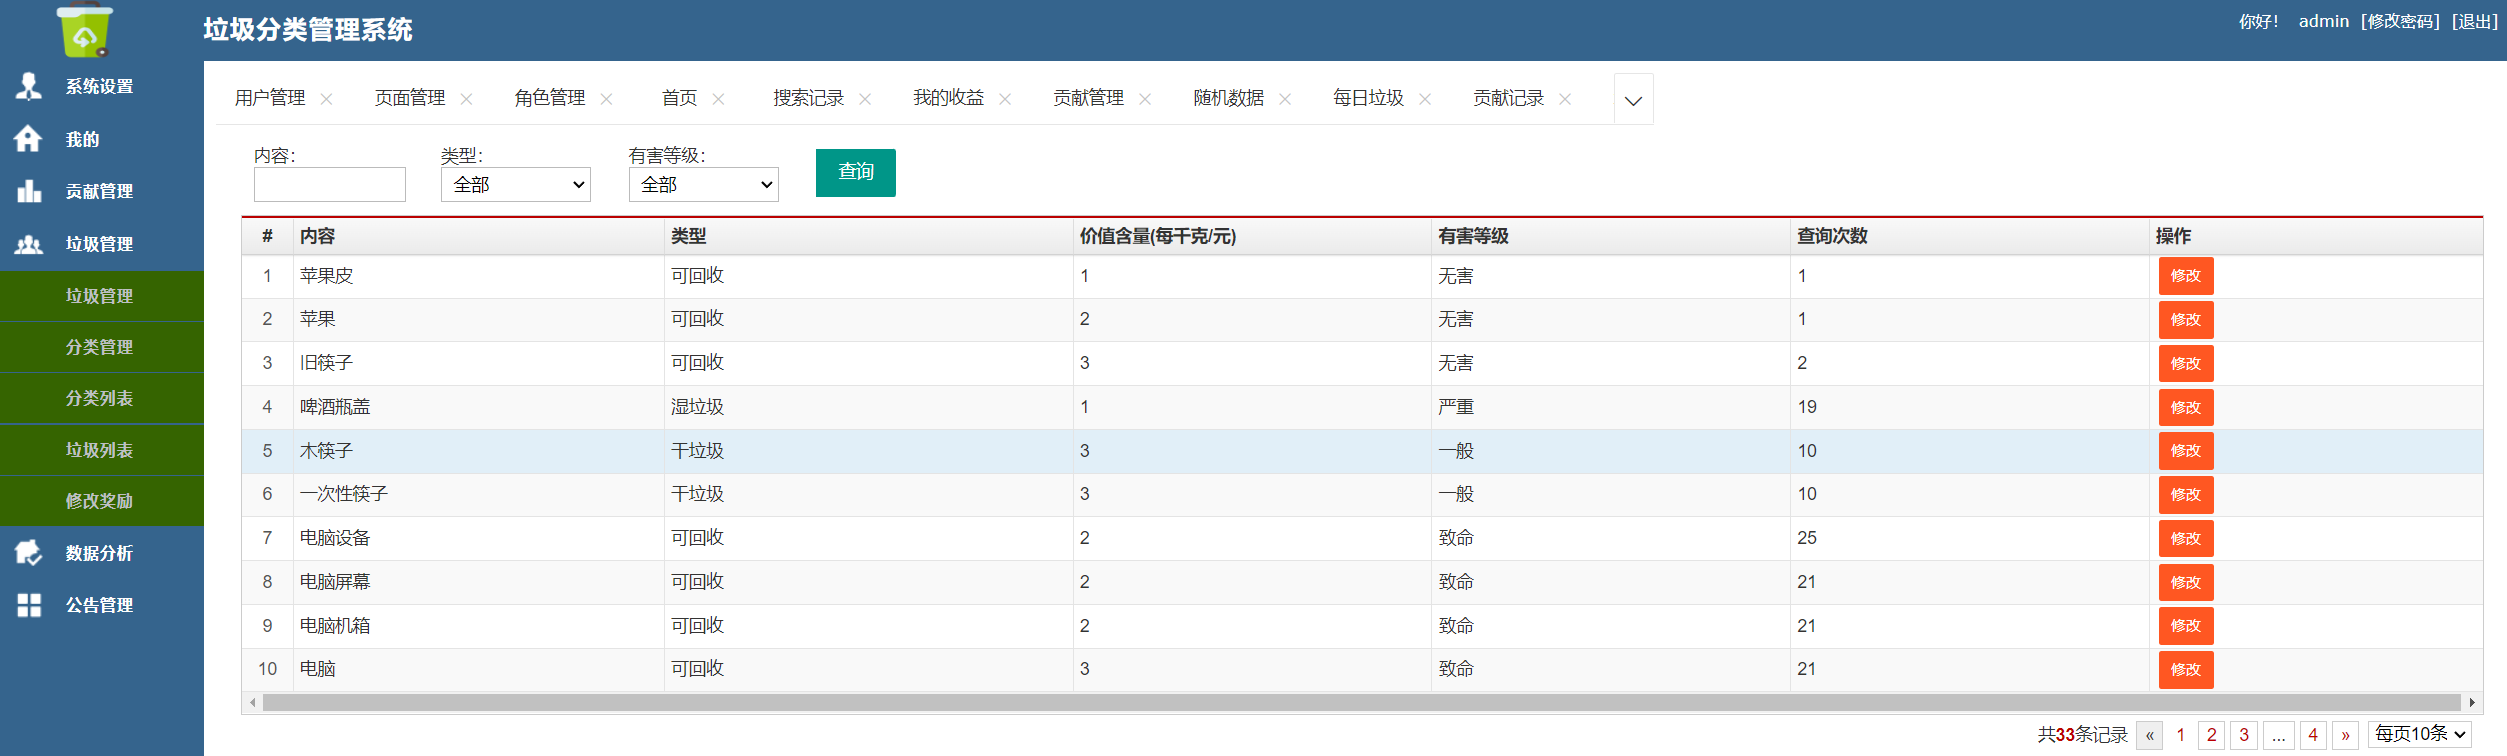 垃圾分类管理系统
你好! admin [修改密码] [退出]
系统设置
我的
贡献管理
垃圾管理
垃圾管理
分类管理
分类列表
垃圾列表
修改奖励
数据分析
公告管理
用户管理 页面管理 角色管理 首页 搜索记录 我的收益 贡献管理 随机数据 每日垃圾 贡献记录
内容: 类型: 有害等级:
全部 全部 查询
# 内容 类型 价值含量(每千克/元) 有害等级 查询次数 操作
1 苹果皮 可回收 1 无害 1 修改
2 苹果 可回收 2 无害 1 修改
3 旧筷子 可回收 3 无害 2 修改
4 啤酒瓶盖 湿垃圾 1 严重 19 修改
5 木筷子 干垃圾 3 一般 10 修改
6 一次性筷子 干垃圾 3 一般 10 修改
7 电脑设备 可回收 2 致命 25 修改
8 电脑屏幕 可回收 2 致命 21 修改
9 电脑机箱 可回收 2 致命 21 修改
10 电脑 可回收 3 致命 21 修改
共33条记录 « 1 2 3 ... 4 » 每页10条